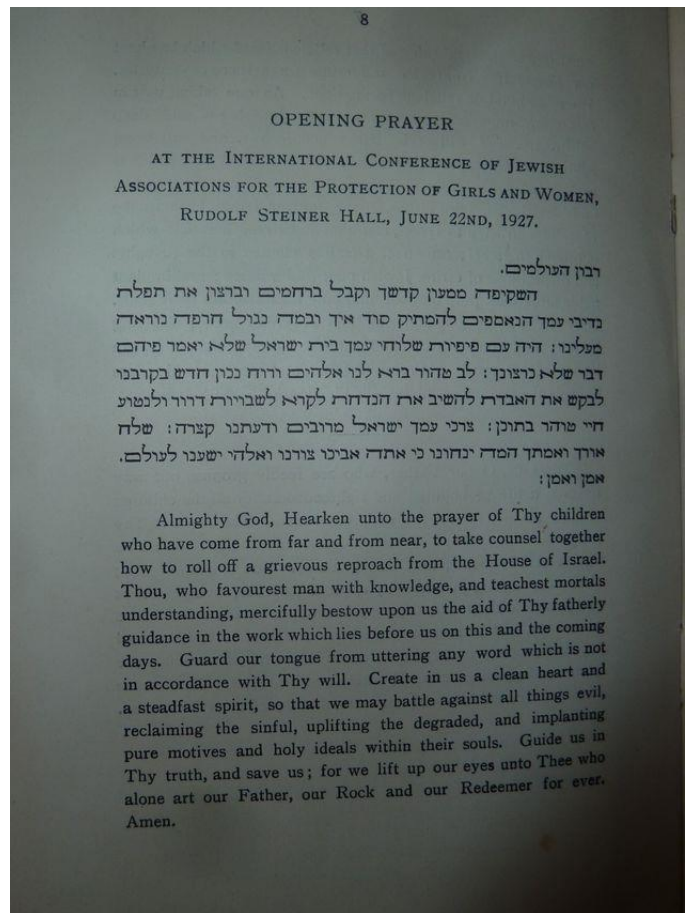 8
OPENING PRAYER
AT THE INTERNATIONAL CONFERENCE OF JEWISH
ASSOCIATIONS FOR THE PROTECTION OF GIRLS AND WOMEN,
RUDOLF STEINER HALL, JUNE 22ND, 1927.
רבון העולמים.
השקיפה ממעון קדשך וקבל ברחמים וברצון את תפלת
נדיבי עמך הנאספים להמתיק סוד איך ובמה נגול חרפה נוראה
מעלינו: היה עם פיפיות שלוחי עמך בית ישראל שלא יאמר פיהם
דבר שלא כרצונך: לב טהור ברא לנו אלהים ורוח נכון חדש בקרבנו
לבקש את האבדת להשיב את הנדחת לקרא לשבויות דרור ולנטוע
חיי טוהר בתוכן: צרכי עמך ישראל מרובים ודעתנו קצרה: שלח
אורך ואמתך המה ינחונו כי אתה אבינו צורנו ואלהי ישענו לעולם.
אמן ואמן:
Almighty God, Hearken unto the prayer of Thy children
who have come from far and from near, to take counsel together
how to roll off a grievous reproach from the House of Israel.
Thou, who favourest man with knowledge, and teachest mortals
understanding, mercifully bestow upon us the aid of Thy fatherly
guidance in the work which lies before us on this and the coming
days. Guard our tongue from uttering any word which is not
in accordance with Thy will. Create in us a clean heart and
a steadfast spirit, so that we may battle against all things evil,
reclaiming the sinful, uplifting the degraded, and implanting
pure motives and holy ideals within their souls. Guide us in
Thy truth, and save us; for we lift up our eyes unto Thee who
alone art our Father, our Rock and our Redeemer for ever.
Amen.